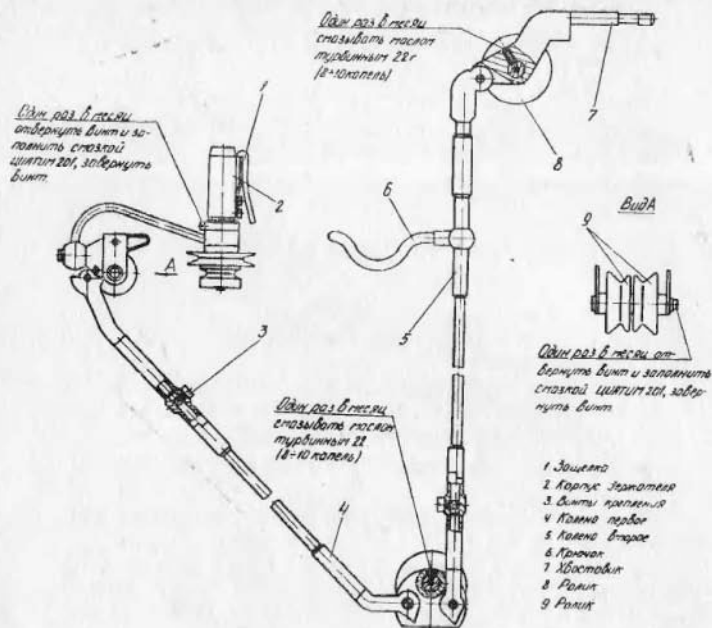 Один раз в месяц
смазывать маслом
турбинным 22 г
(8÷10 капель)
1
Один раз в месяц
отвернуть винт и за-
полнить смазкой
ЦИАТИМ 201, завернуть
винт.
2
7
8
6
Вид А
9
А
5
3
Один раз в месяц от-
вернуть винт и заполнить
смазкой ЦИАТИМ 201, завер-
нуть винт
Один раз в месяц
смазывать маслом
турбинным 22
(8÷10 капель)
4
1 Защелка
2 Корпус держателя
3. Винты крепления
4 Колено первое
5. Колено второе
6 Крючок
7 Хвостовик
8 Ролик
9 Ролик